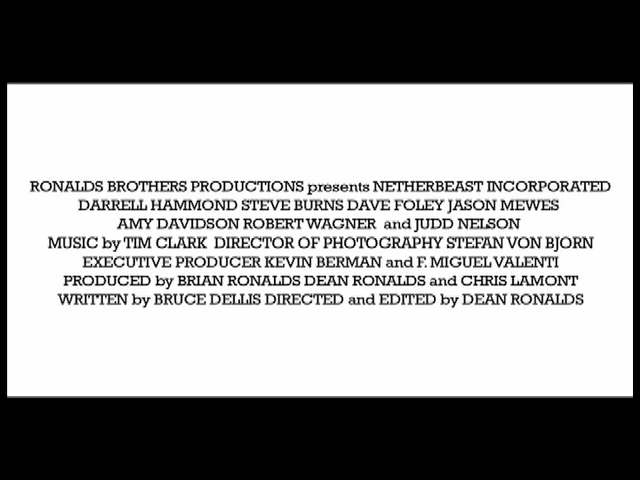 RONALDS BROTHERS PRODUCTIONS presents NETHERBEAST INCORPORATED
DARRELL HAMMOND STEVE BURNS DAVE FOLEY JASON MEWES
AMY DAVIDSON ROBERT WAGNER and JUDD NELSON
MUSIC by TIM CLARK DIRECTOR OF PHOTOGRAPHY STEFAN VON BJORN
EXECUTIVE PRODUCER KEVIN BERMAN and F. MIGUEL VALENTI
PRODUCED by BRIAN RONALDS DEAN RONALDS and CHRIS LAMONT
WRITTEN by BRUCE DELLIS DIRECTED and EDITED by DEAN RONALDS